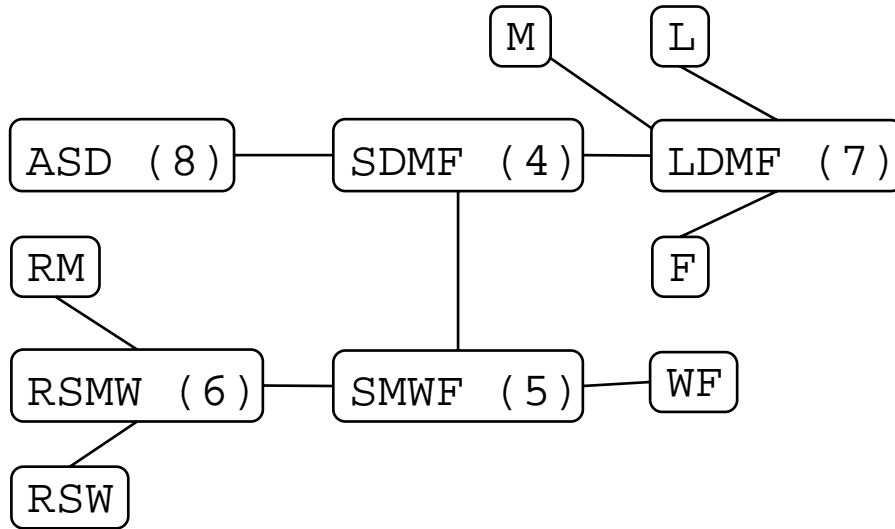 M
L
ASD (8)
SDMF (4)
LDMF (7)
RM
F
RSMW (6)
SMWF (5)
WF
RSW